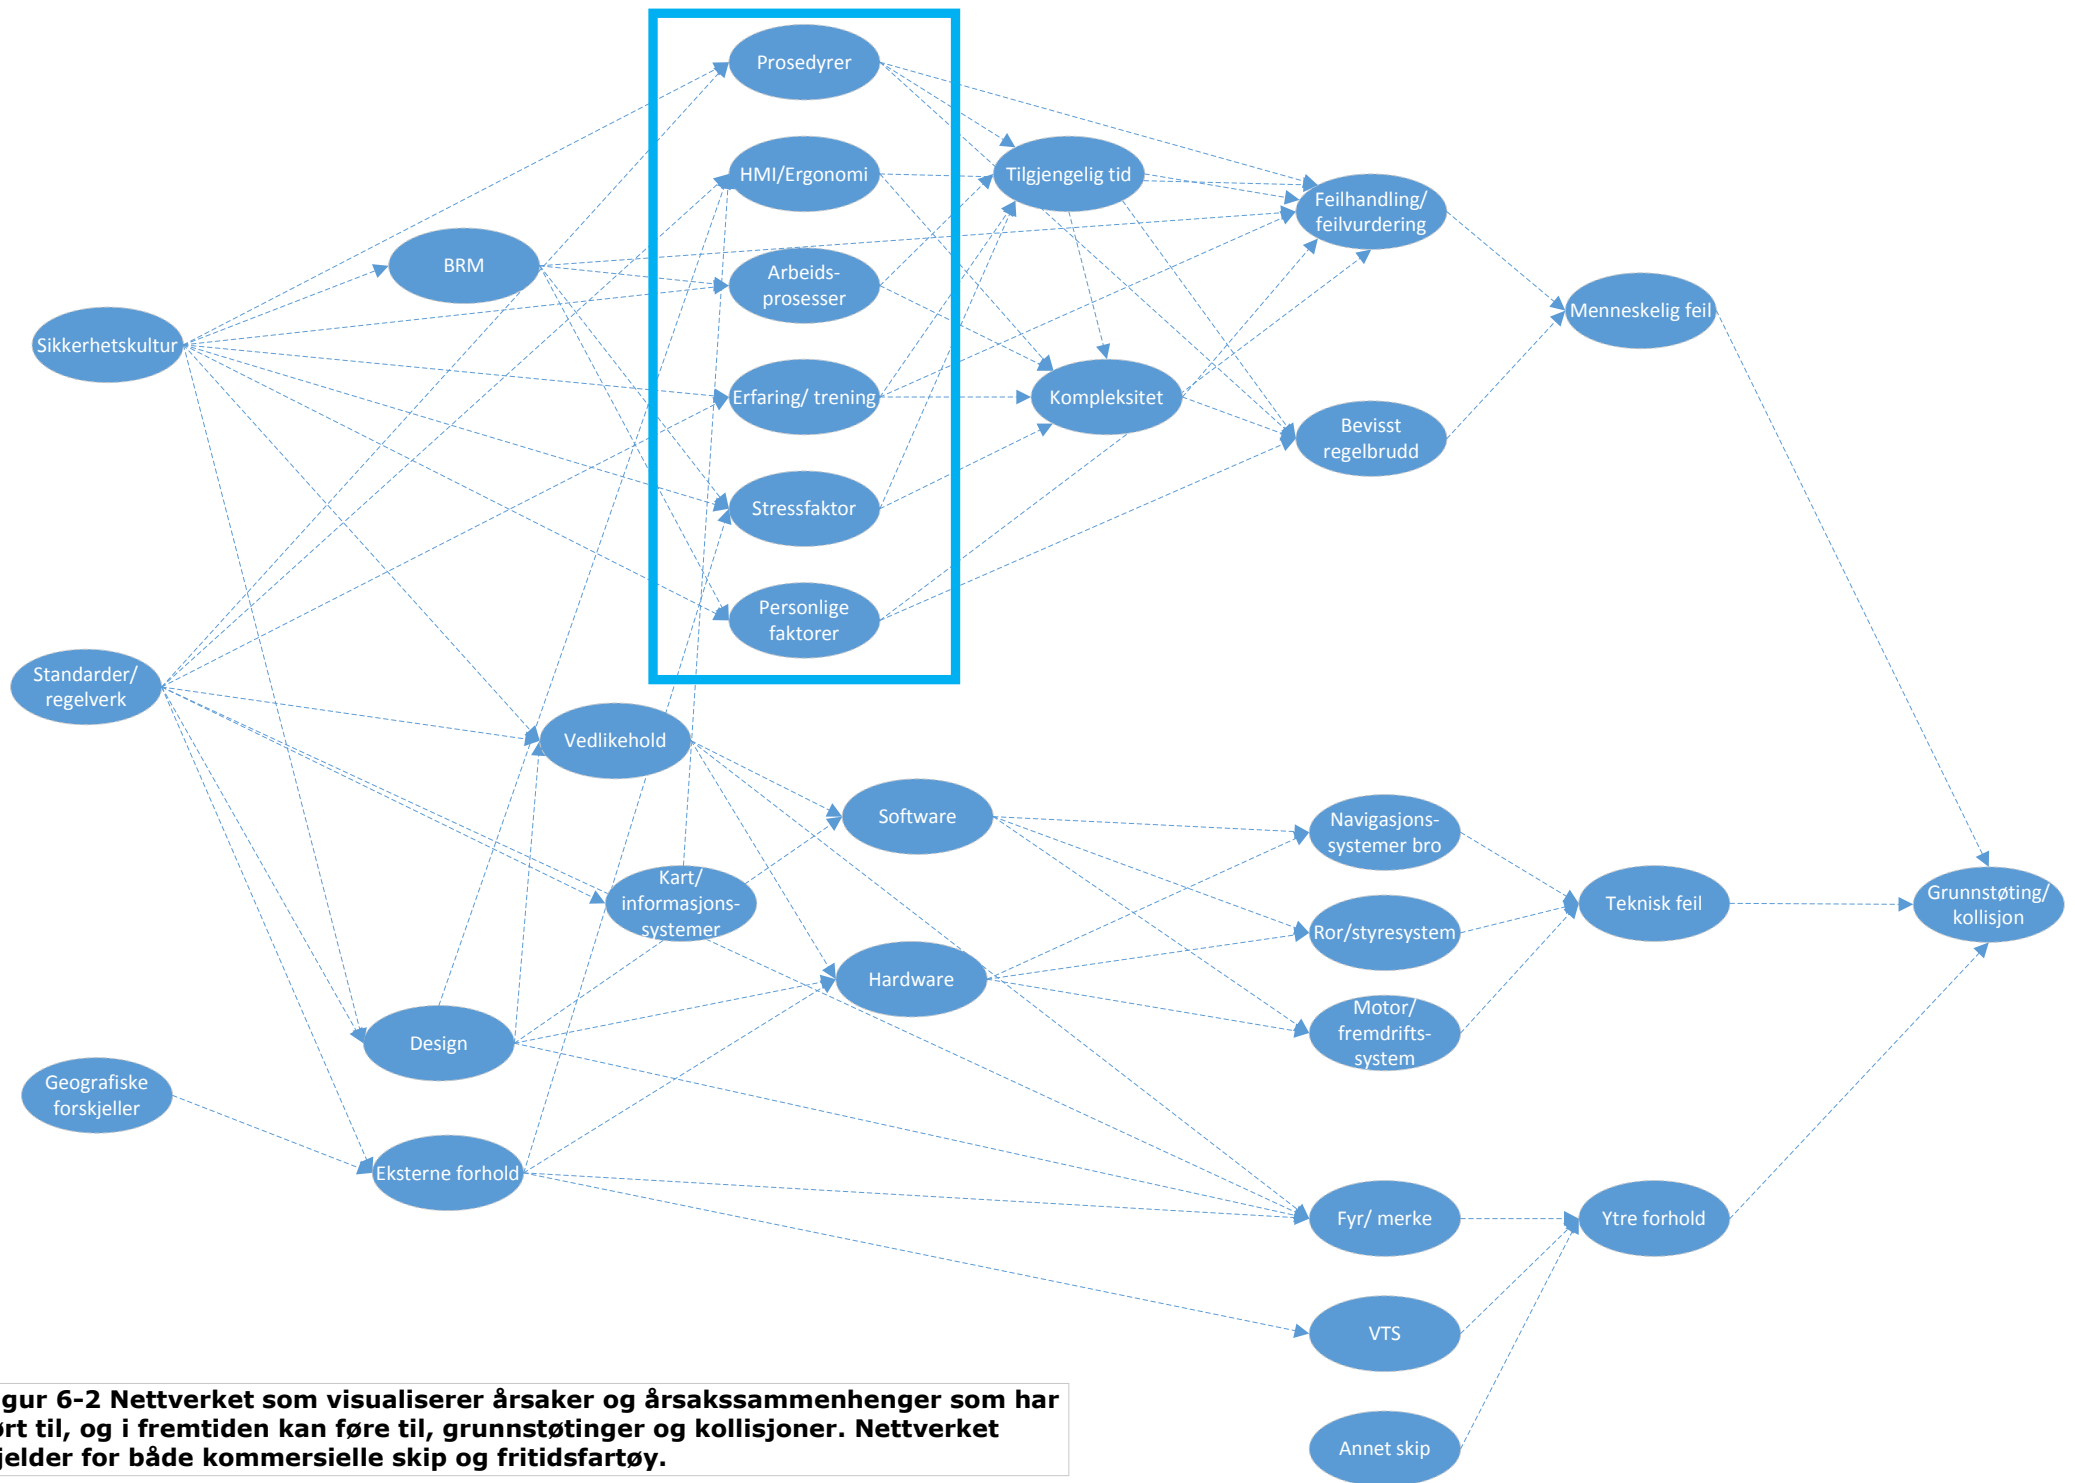 Prosedyrer
HMI/Ergonomi
Tilgjengelig tid
Feilhandling/
feilvurdering
BRM
Arbeids-
prosesser
Menneskelig feil
Sikkerhetskultur
Erfaring/ trening
Kompleksitet
Bevisst
regelbrudd
Stressfaktor
Personlige
faktorer
Standarder/
regelverk
Vedlikehold
Software
Navigasjons-
systemer bro
Kart/
informasjons-
systemer
Teknisk feil
Grunnstøting/
kollisjon
Ror/styresystem
Hardware
Motor/
fremdrifts-
system
Design
Geografiske
forskjeller
Eksterne forhold
Fyr/ merke
Ytre forhold
VTS
Annet skip
gur 6-2 Nettverket som visualiserer årsaker og årsakssammenhenger som har
ørt til, og i fremtiden kan føre til, grunnstøtinger og kollisjoner. Nettverket
jelder for både kommersielle skip og fritidsfartøy.